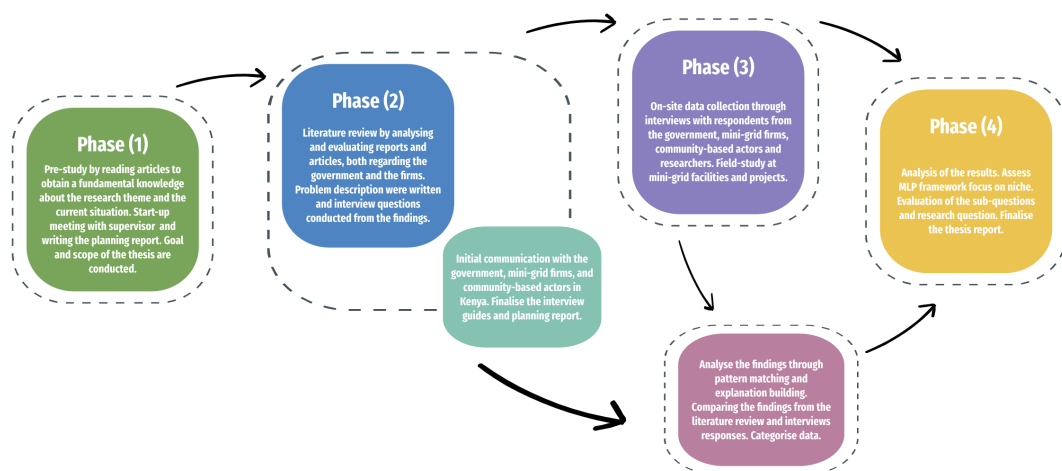 Phase (1)
Pre-study by reading articles to
obtain a fundamental knowledge
about the research theme and the
current situation. Start-up
meeting with supervisor and
writing the planning report. Goal
and scope of the thesis are
conducted.
Phase (2)
Literature review by analysing
and evaluating reports and
articles, both regarding the
government and the firms.
Problem description were written
and interview questions
conducted from the findings.
Initial communication with the
government, mini-grid firms, and
community-based actors in
Kenya. Finalise the interview
guides and planning report.
Phase (3)
On-site data collection through
interviews with respondents from
the government, mini-grid firms,
community-based actors and
researchers. Field-study at
mini-grid facilities and projects.
Analyse the findings through
pattern matching and
explanation building.
Comparing the findings from the
literature review and interviews
responses. Categorise data.
Phase (4)
Analysis of the results. Assess
MLP framework focus on niche.
Evaluation of the sub-questions
and research question. Finalise
the thesis report.